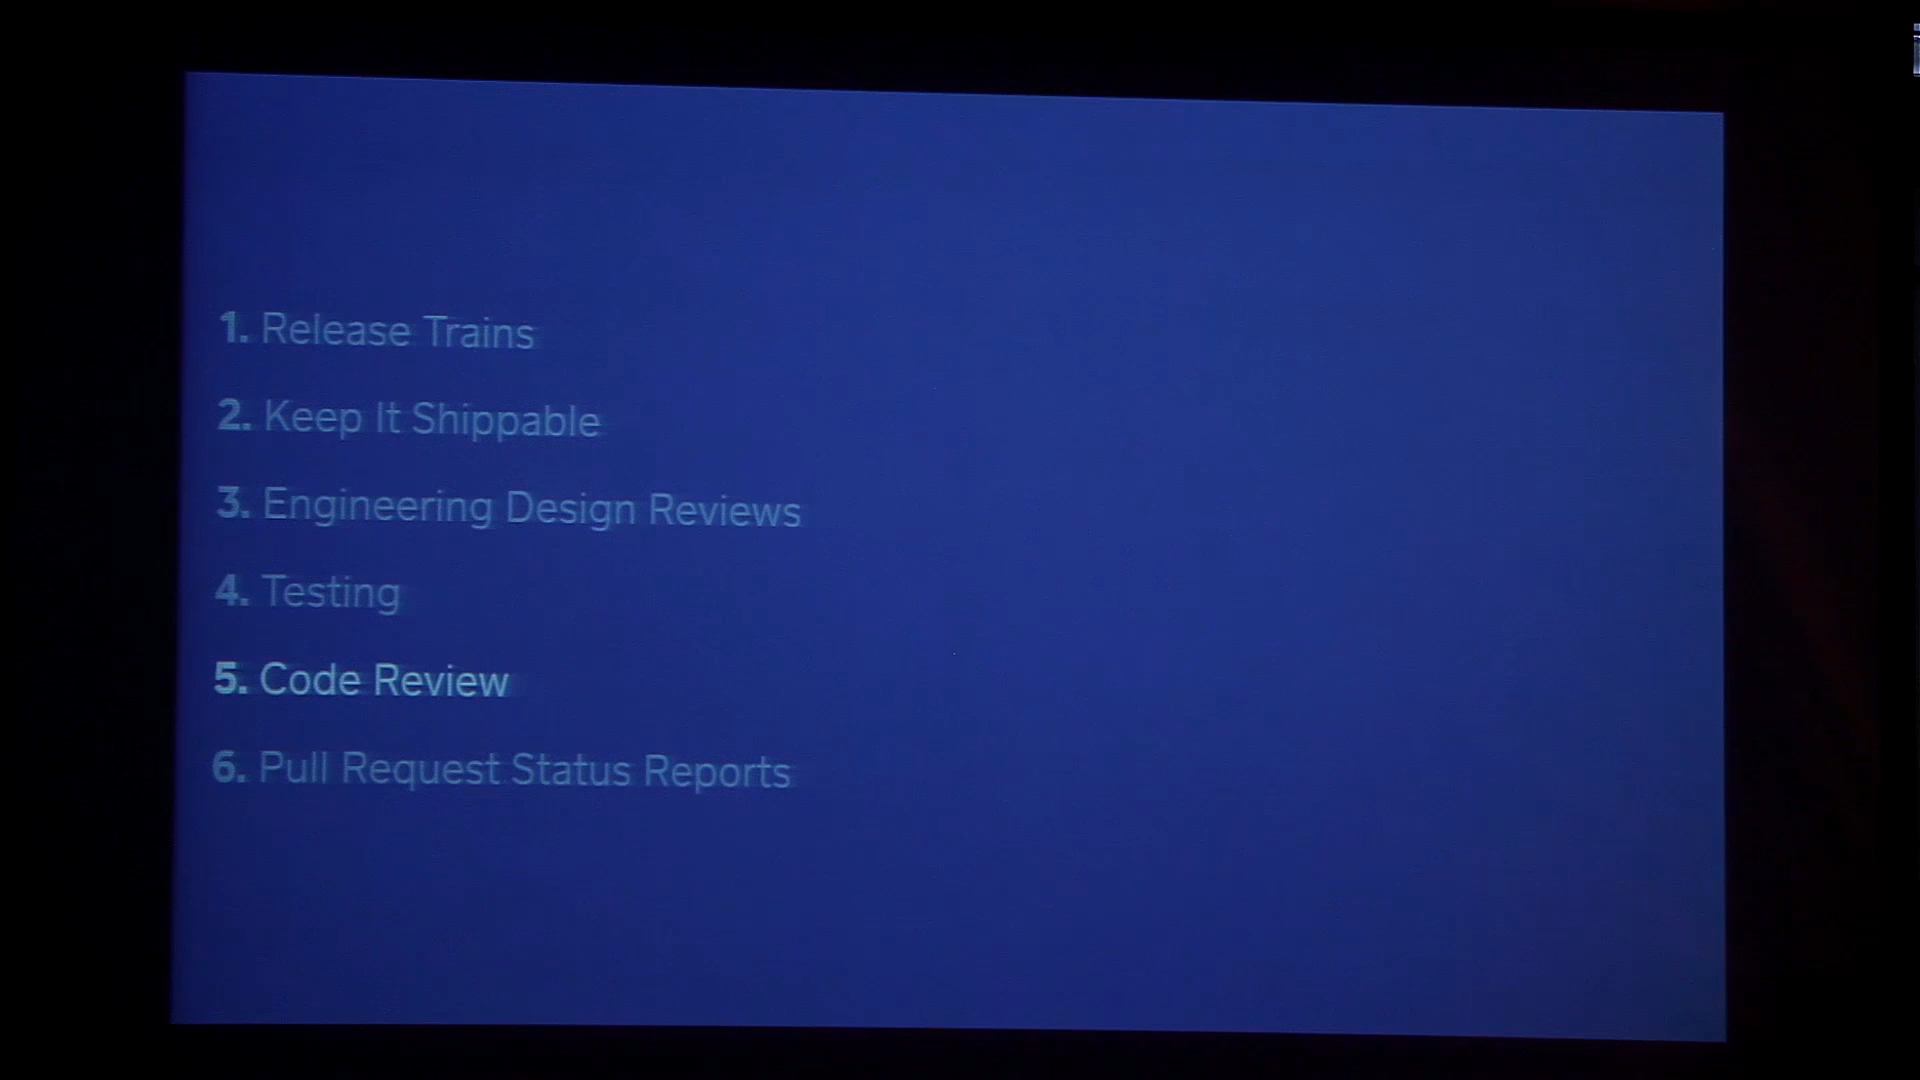 1. Release Trains
2. Keep It Shippable
3. Engineering Design Reviews
4. Testing
5. Code Review
6. Pull Request Status Reports